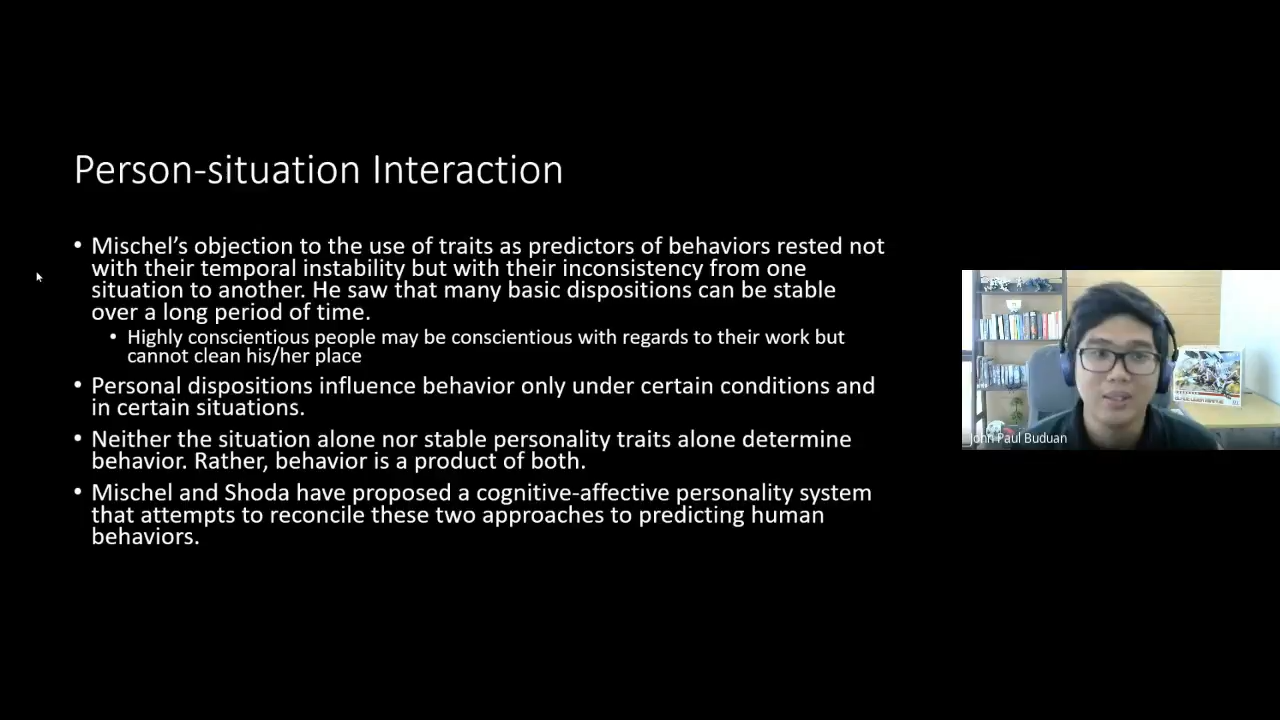 Person-situation Interaction
• Mischel’s objection to the use of traits as predictors of behaviors rested not
with their temporal instability but with their inconsistency from one
situation to another. He saw that many basic dispositions can be stable
over a long period of time.
• Highly conscientious people may be conscientious with regards to their work but
cannot clean his/her place
• Personal dispositions influence behavior only under certain conditions and
in certain situations.
• Neither the situation alone nor stable personality traits alone determine
behavior. Rather, behavior is a product of both.
• Mischel and Shoda have proposed a cognitive-affective personality system
that attempts to reconcile these two approaches to predicting human
behaviors.
John Paul Buduan